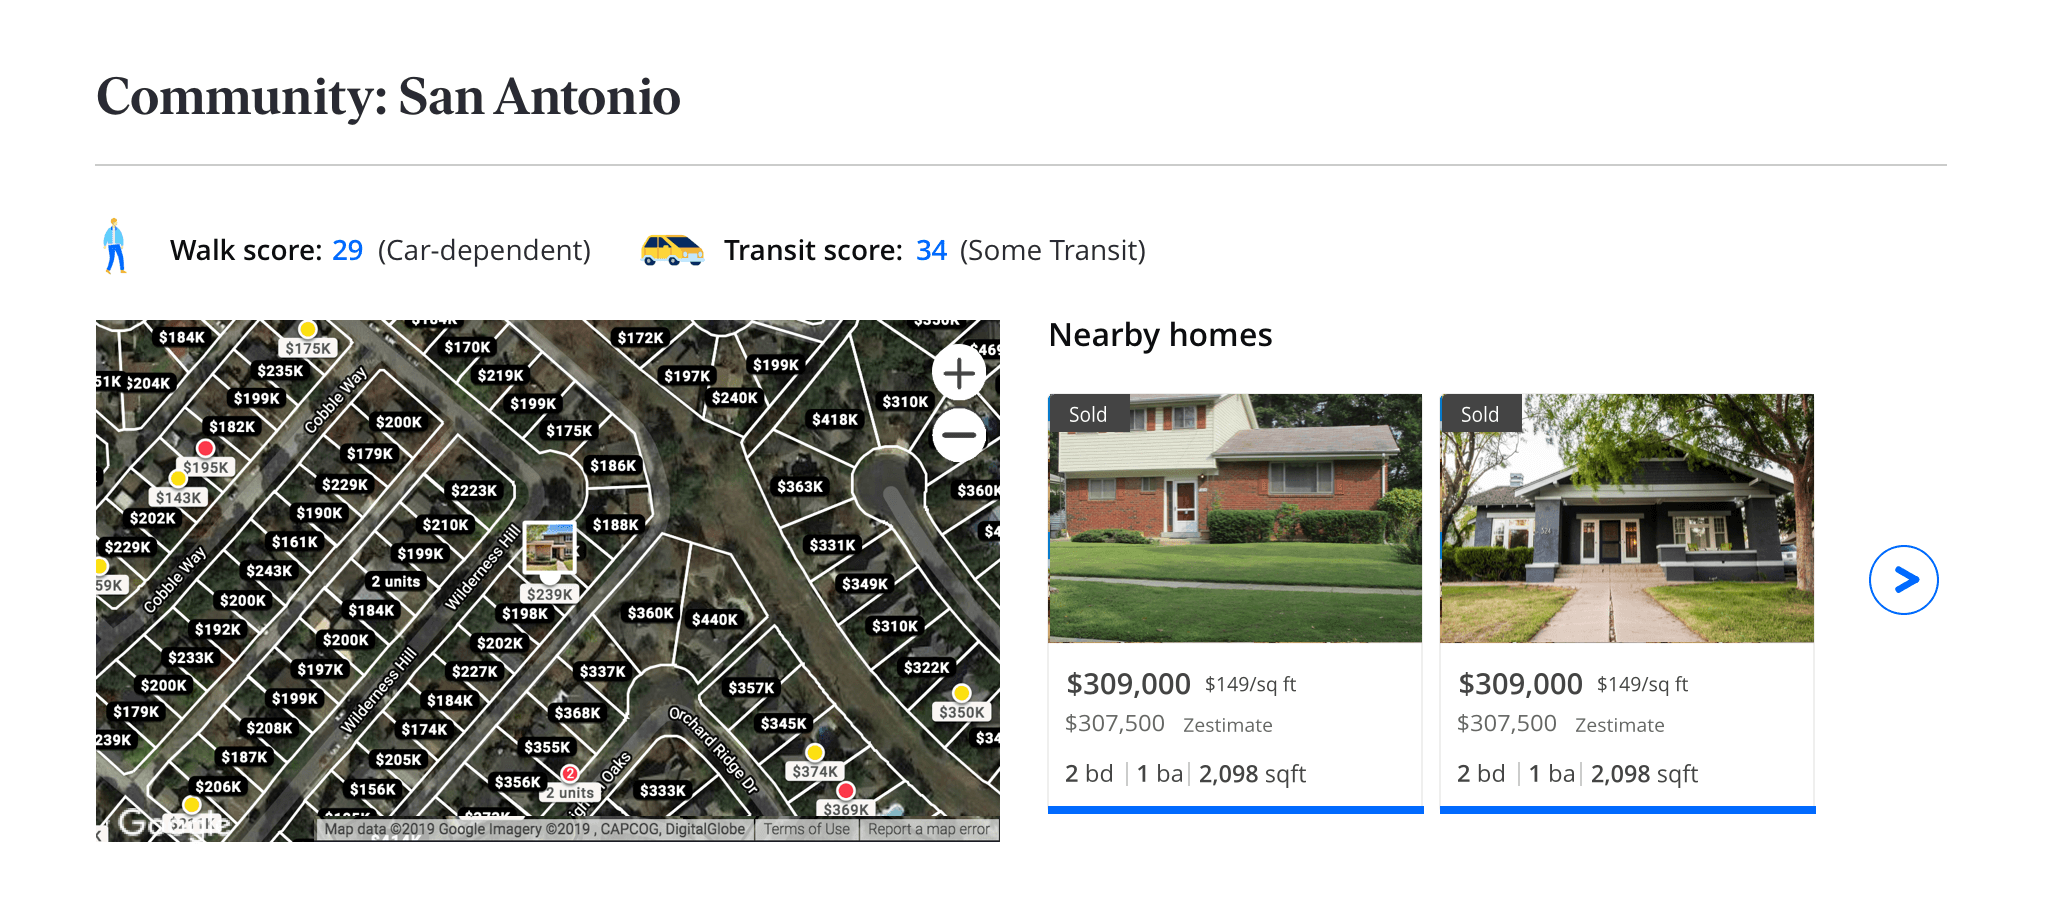 Community: San Antonio
Walk score: 29 (Car-dependent)
Transit score: 34 (Some Transit)
$184K
$175K
$170K
$172K
$235K
$219K
$197K
$199K
$204K
$199K
$199K
$240K
$310K
Cobble Way
$182K
$200K
$175K
$418K
$195K
$179K
$186K
$143K
$229K
$223K
$363K
$360K
$202K
$190K
$210K
$188K
$229K
$161K
$199K
$331K
Wilderness Hill
Cobble Way
$243K
2 units
$349K
$200K
$184K
$239K
$198K
$360K
$440K
$310K
$192K
$200K
$202K
$233K
$197K
$227K
$337K
$322K
$200K
$199K
$184K
$357K
$179K
$208K
Wilderness Hill
$174K
$368K
Orchard Ridge Dr
$345K
$350K
$187K
$205K
$355K
$374K
$206K
$156K
$356K
2
2 units
$333K
$369K
Google
Map data ©2019 Google Imagery ©2019 , CAPCOG, DigitalGlobe
Terms of Use
Report a map error
Nearby homes
Sold
$309,000 $149/sq ft
$307,500 Zestimate
2 bd | 1 ba | 2,098 sqft
Sold
$309,000 $149/sq ft
$307,500 Zestimate
2 bd | 1 ba | 2,098 sqft